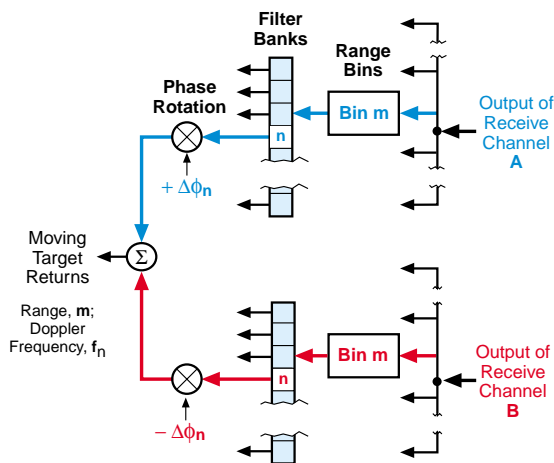 Filter
Banks
Range
Bins
Phase
Rotation
n
Bin m
Output of
Receive
Channel
A
+ Δϕn
Moving
Target
Returns
Σ
Range, m;
Doppler
Frequency, fn
n
Bin m
Output of
Receive
Channel
B
− Δϕn